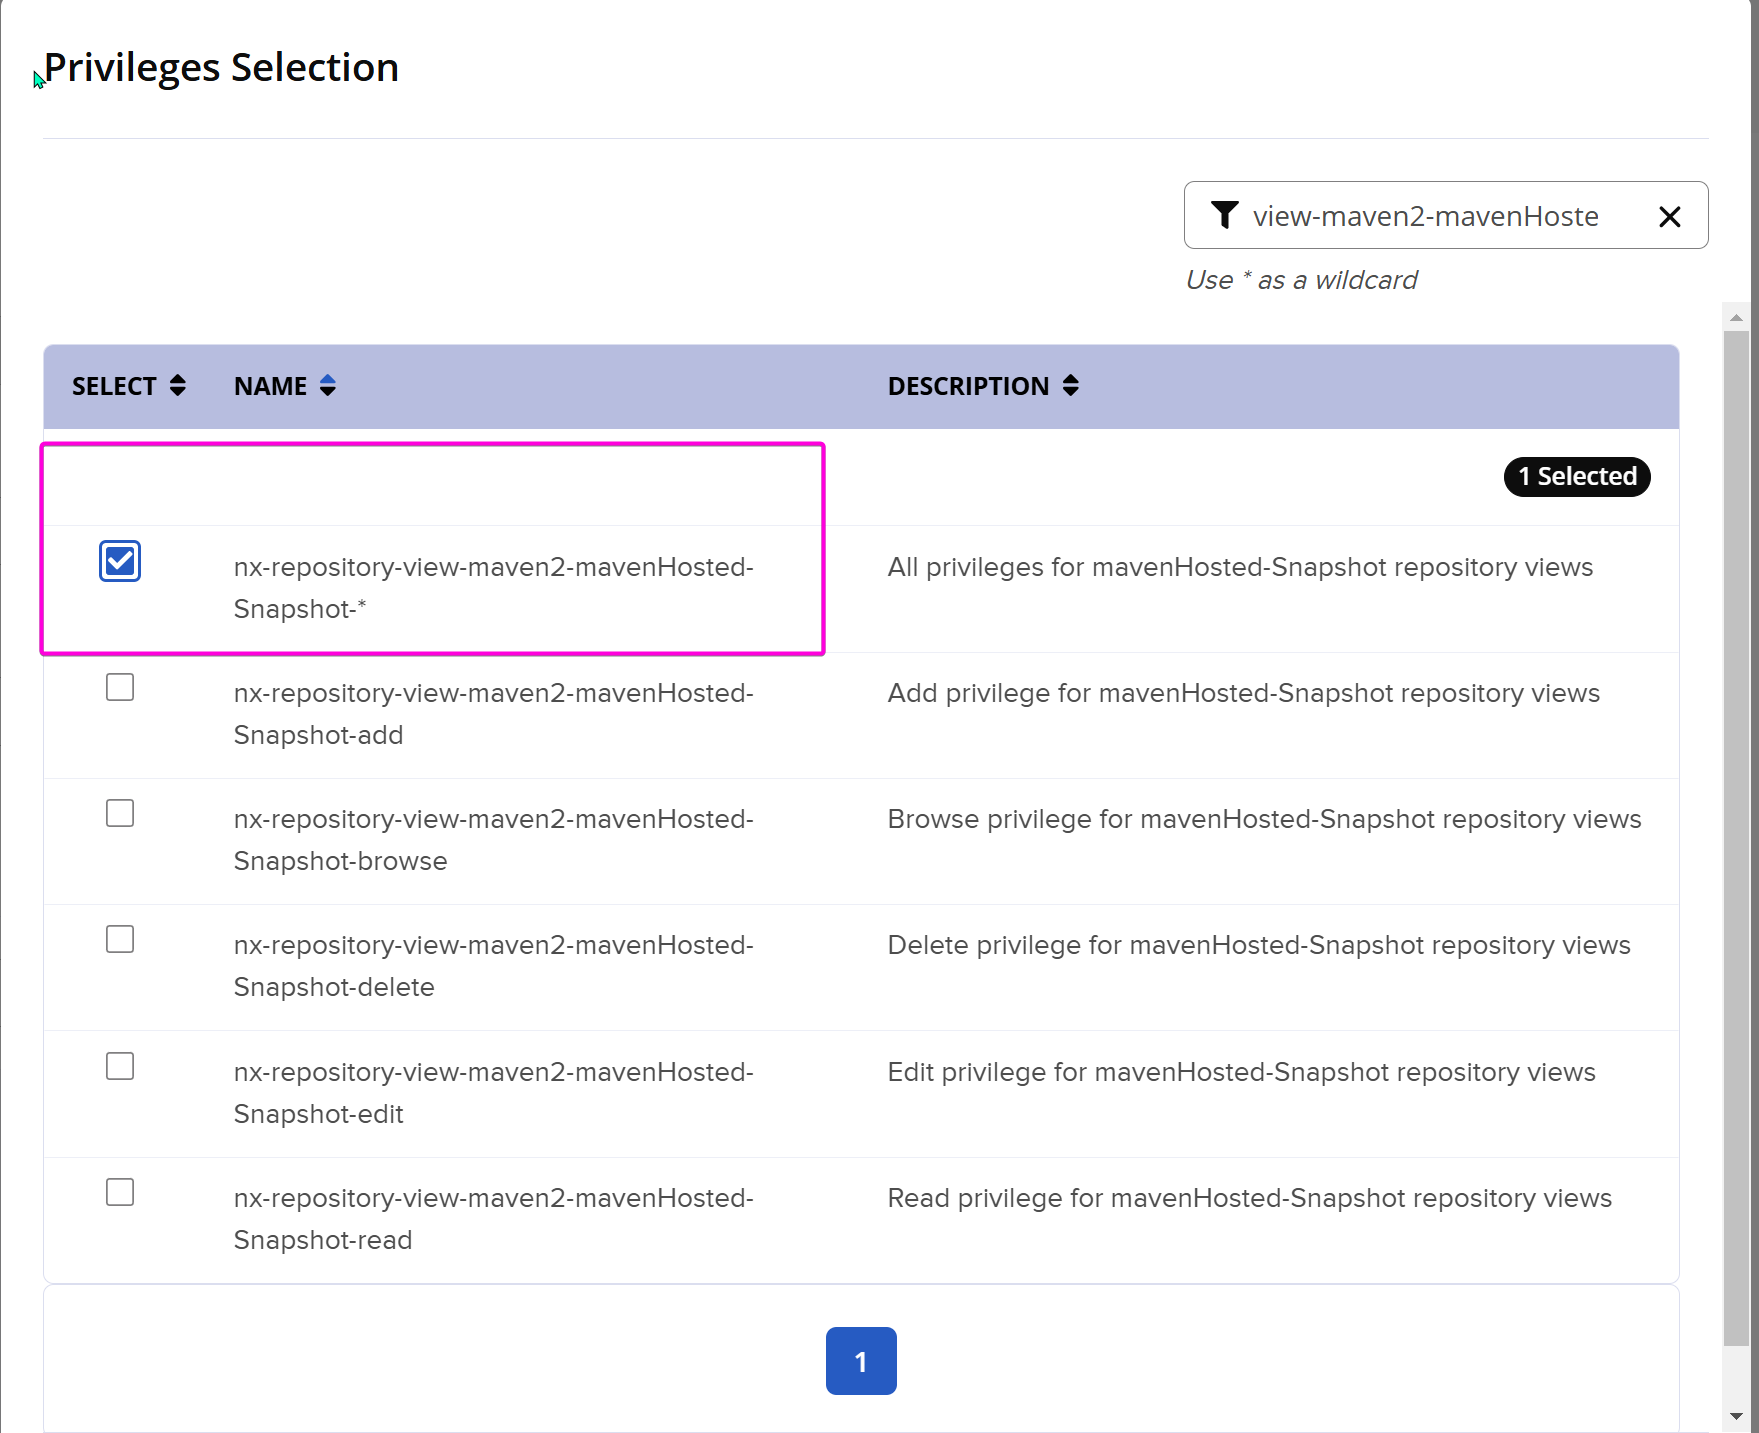 Privileges Selection
view-maven2-mavenHoste
Use * as a wildcard
SELECT NAME DESCRIPTION
1 Selected
nx-repository-view-maven2-mavenHosted- All privileges for mavenHosted-Snapshot repository views
Snapshot-*
nx-repository-view-maven2-mavenHosted- Add privilege for mavenHosted-Snapshot repository views
Snapshot-add
nx-repository-view-maven2-mavenHosted- Browse privilege for mavenHosted-Snapshot repository views
Snapshot-browse
nx-repository-view-maven2-mavenHosted- Delete privilege for mavenHosted-Snapshot repository views
Snapshot-delete
nx-repository-view-maven2-mavenHosted- Edit privilege for mavenHosted-Snapshot repository views
Snapshot-edit
nx-repository-view-maven2-mavenHosted- Read privilege for mavenHosted-Snapshot repository views
Snapshot-read
1